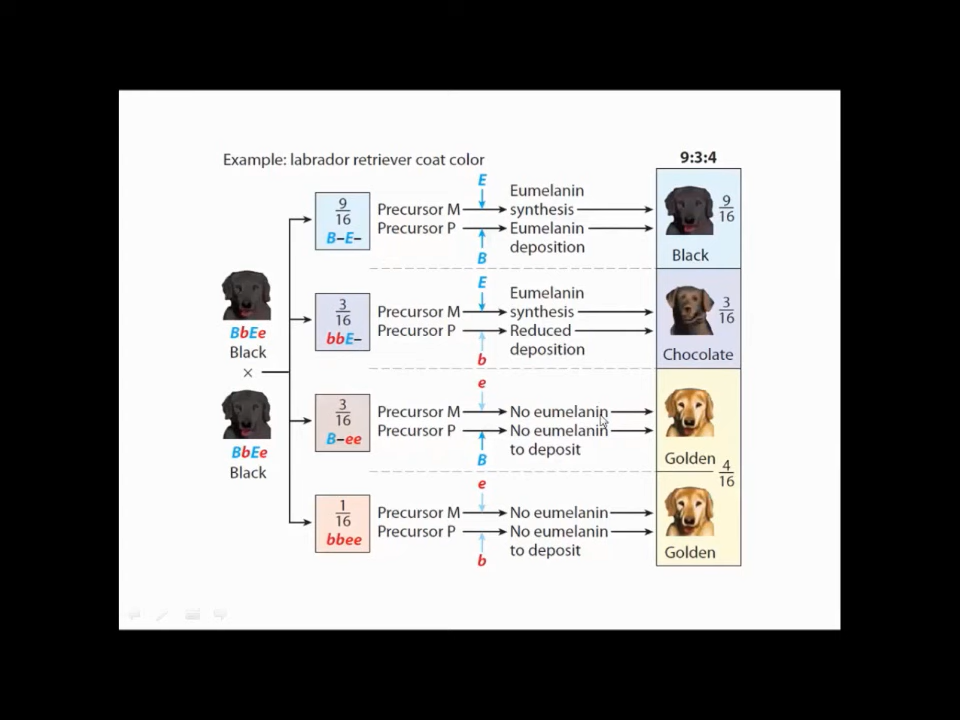 Example: labrador retriever coat color
9:3:4
BbEe
Black
×
BbEe
Black
9
16
B–E–
Precursor M
Precursor P
E
B
Eumelanin
synthesis
Eumelanin
deposition
9
16
Black
3
16
bbE–
Precursor M
Precursor P
E
b
Eumelanin
synthesis
Reduced
deposition
3
16
Chocolate
3
16
B–ee
Precursor M
Precursor P
e
B
No eumelanin
No eumelanin
to deposit
Golden
4
16
1
16
bbee
Precursor M
Precursor P
e
b
No eumelanin
No eumelanin
to deposit
Golden